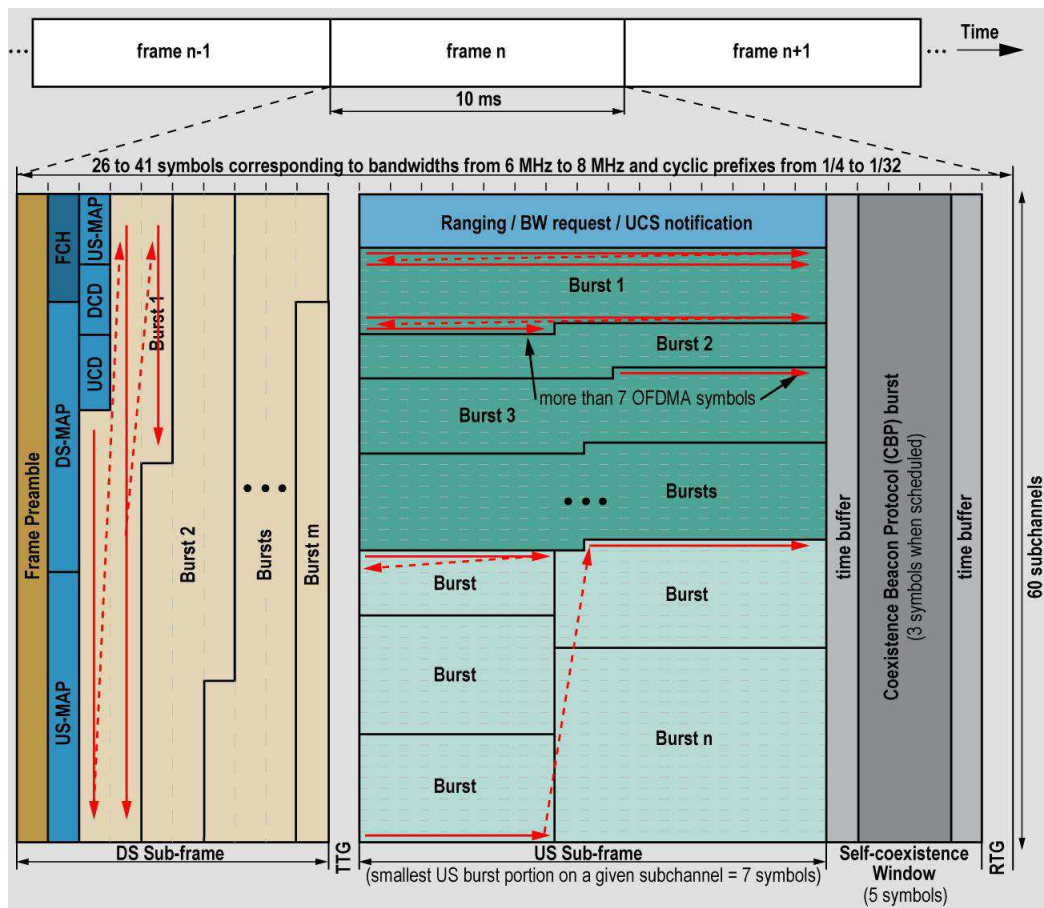 ... frame n-1 frame n frame n+1 ... Time
10 ms
26 to 41 symbols corresponding to bandwidths from 6 MHz to 8 MHz and cyclic prefixes from 1/4 to 1/32
Frame Preamble
FCH
DS-MAP
US-MAP
US-MAP
DCD
UCD
Burst 1
Burst 2
...
Bursts
Burst m
TTG
Ranging / BW request / UCS notification
Burst 1
Burst 2
more than 7 OFDMA symbols
Burst 3
Bursts
...
Burst
Burst
Burst
Burst
Burst n
time buffer
Coexistence Beacon Protocol (CBP) burst
(3 symbols when scheduled)
time buffer
60 subchannels
RTG
DS Sub-frame
US Sub-frame
(smallest US burst portion on a given subchannel = 7 symbols)
Self-coexistence
Window
(5 symbols)